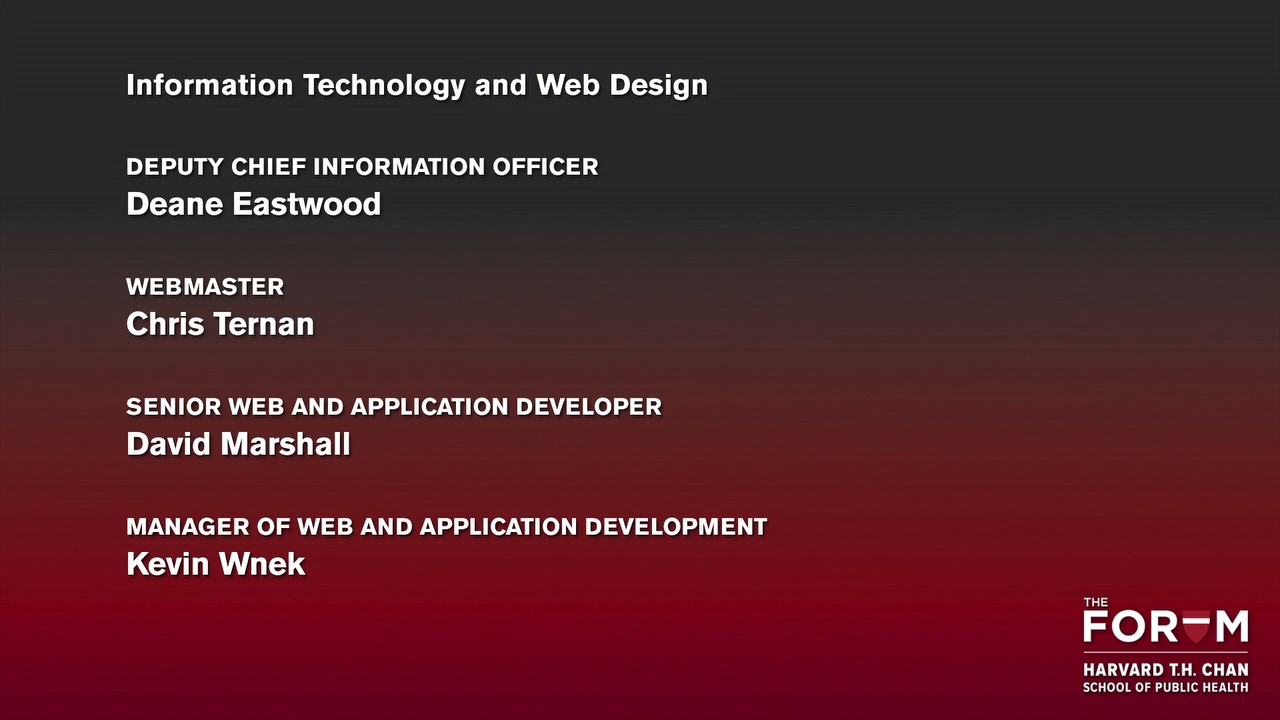 Information Technology and Web Design
DEPUTY CHIEF INFORMATION OFFICER
Deane Eastwood
WEBMASTER
Chris Ternan
SENIOR WEB AND APPLICATION DEVELOPER
David Marshall
MANAGER OF WEB AND APPLICATION DEVELOPMENT
Kevin Wnek
THE
FORUM
HARVARD T.H. CHAN
SCHOOL OF PUBLIC HEALTH